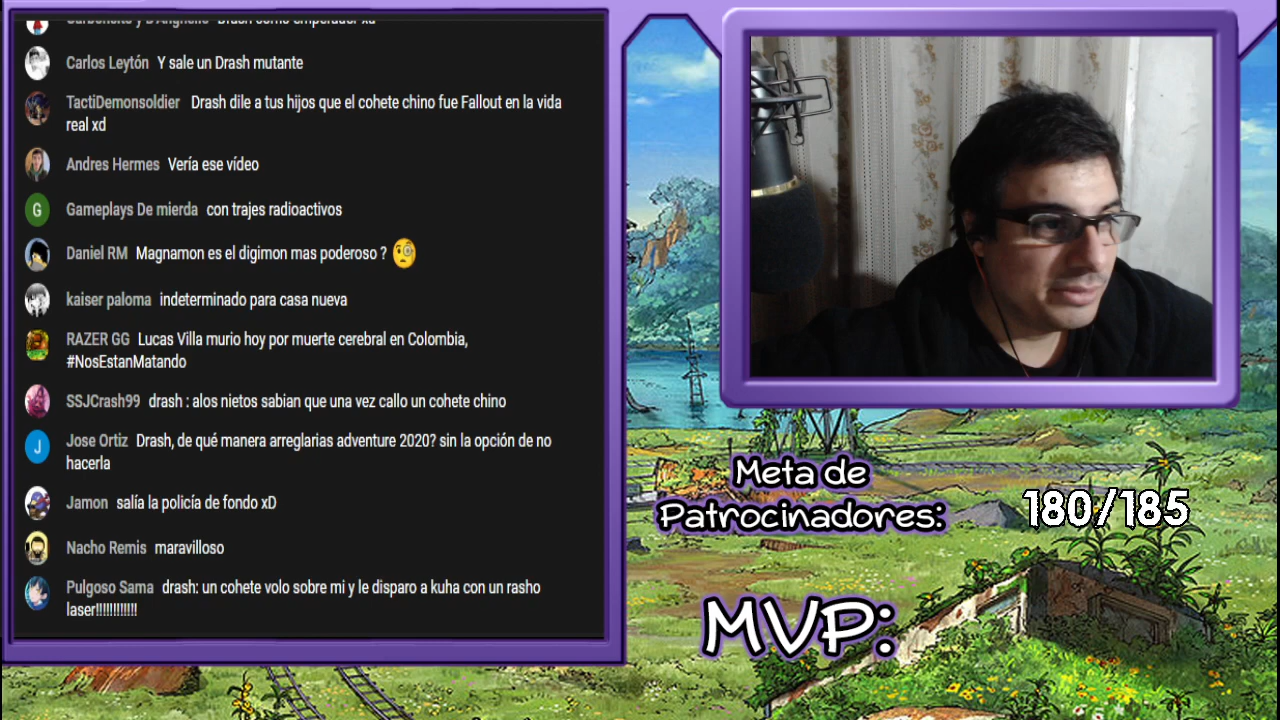 Carlos Leytón Y sale un Drash mutante
TactiDemonsoldier Drash dile a tus hijos que el cohete chino fue Fallout en la vida
real xd
Andres Hermes Vería ese vídeo
G Gameplays De mierda con trajes radioactivos
Daniel RM Magnamon es el digimon mas poderoso ?
kaiser paloma indeterminado para casa nueva
RAZER GG Lucas Villa murio hoy por muerte cerebral en Colombia,
#NosEstanMatando
SSJCrash99 drash : alos nietos sabian que una vez callo un cohete chino
J Jose Ortiz Drash, de qué manera arreglarias adventure 2020? sin la opción de no
hacerla
Jamon salía la policía de fondo xD
Nacho Remis maravilloso
Pulgoso Sama drash: un cohete volo sobre mi y le disparo a kuha con un rasho
laser!!!!!!!!!!!!
Meta de
Patrocinadores:
180/185
MVP: